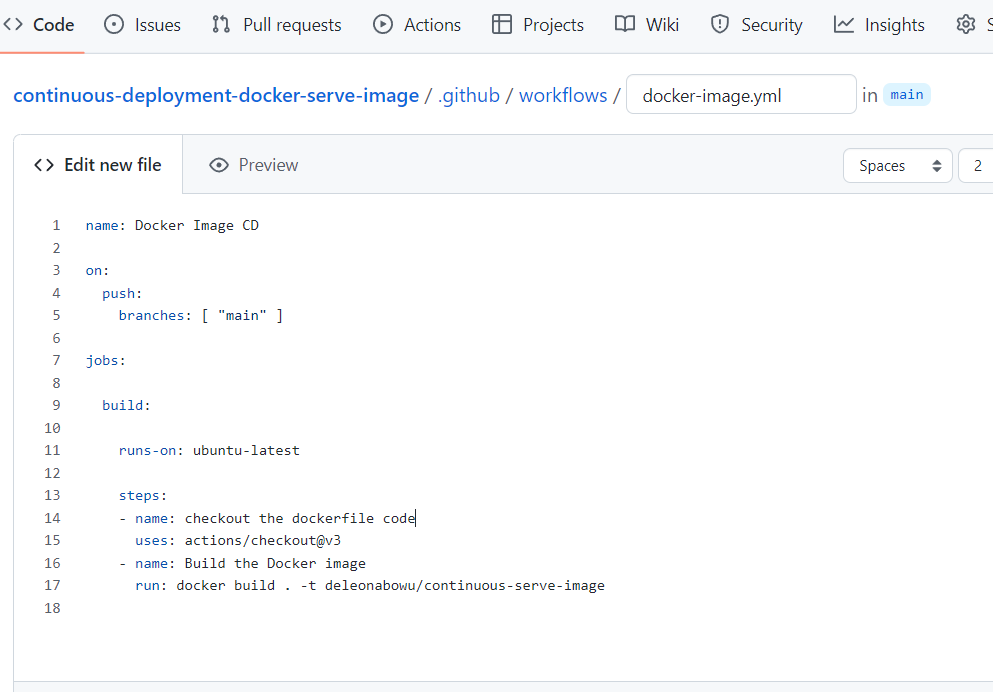 Code Issues Pull requests Actions Projects Wiki Security Insights
continuous-deployment-docker-serve-image / .github / workflows / docker-image.yml in main
Edit new file Preview Spaces 2
1 name: Docker Image CD
2
3 on:
4 push:
5 branches: [ "main" ]
6
7 jobs:
8
9 build:
10
11 runs-on: ubuntu-latest
12
13 steps:
14 - name: checkout the dockerfile code
15 uses: actions/checkout@v3
16 - name: Build the Docker image
17 run: docker build . -t deleonabowu/continuous-serve-image
18